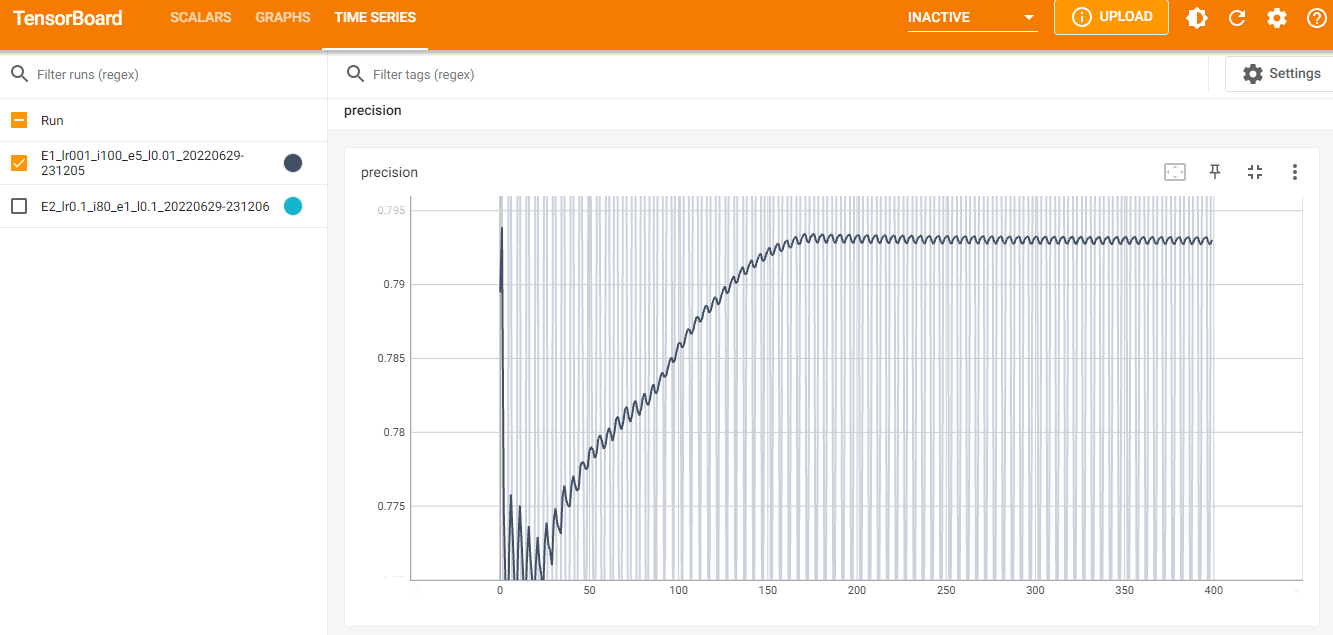 TensorBoard
SCALARS
GRAPHS
TIME SERIES
INACTIVE
UPLOAD
Filter runs (regex)
Filter tags (regex)
Settings
Run
E1_lr001_i100_e5_l0.01_20220629-
231205
E2_lr0.1_i80_e1_l0.1_20220629-231206
precision
precision
0.795
0.79
0.785
0.78
0.775
0
50
100
150
200
250
300
350
400